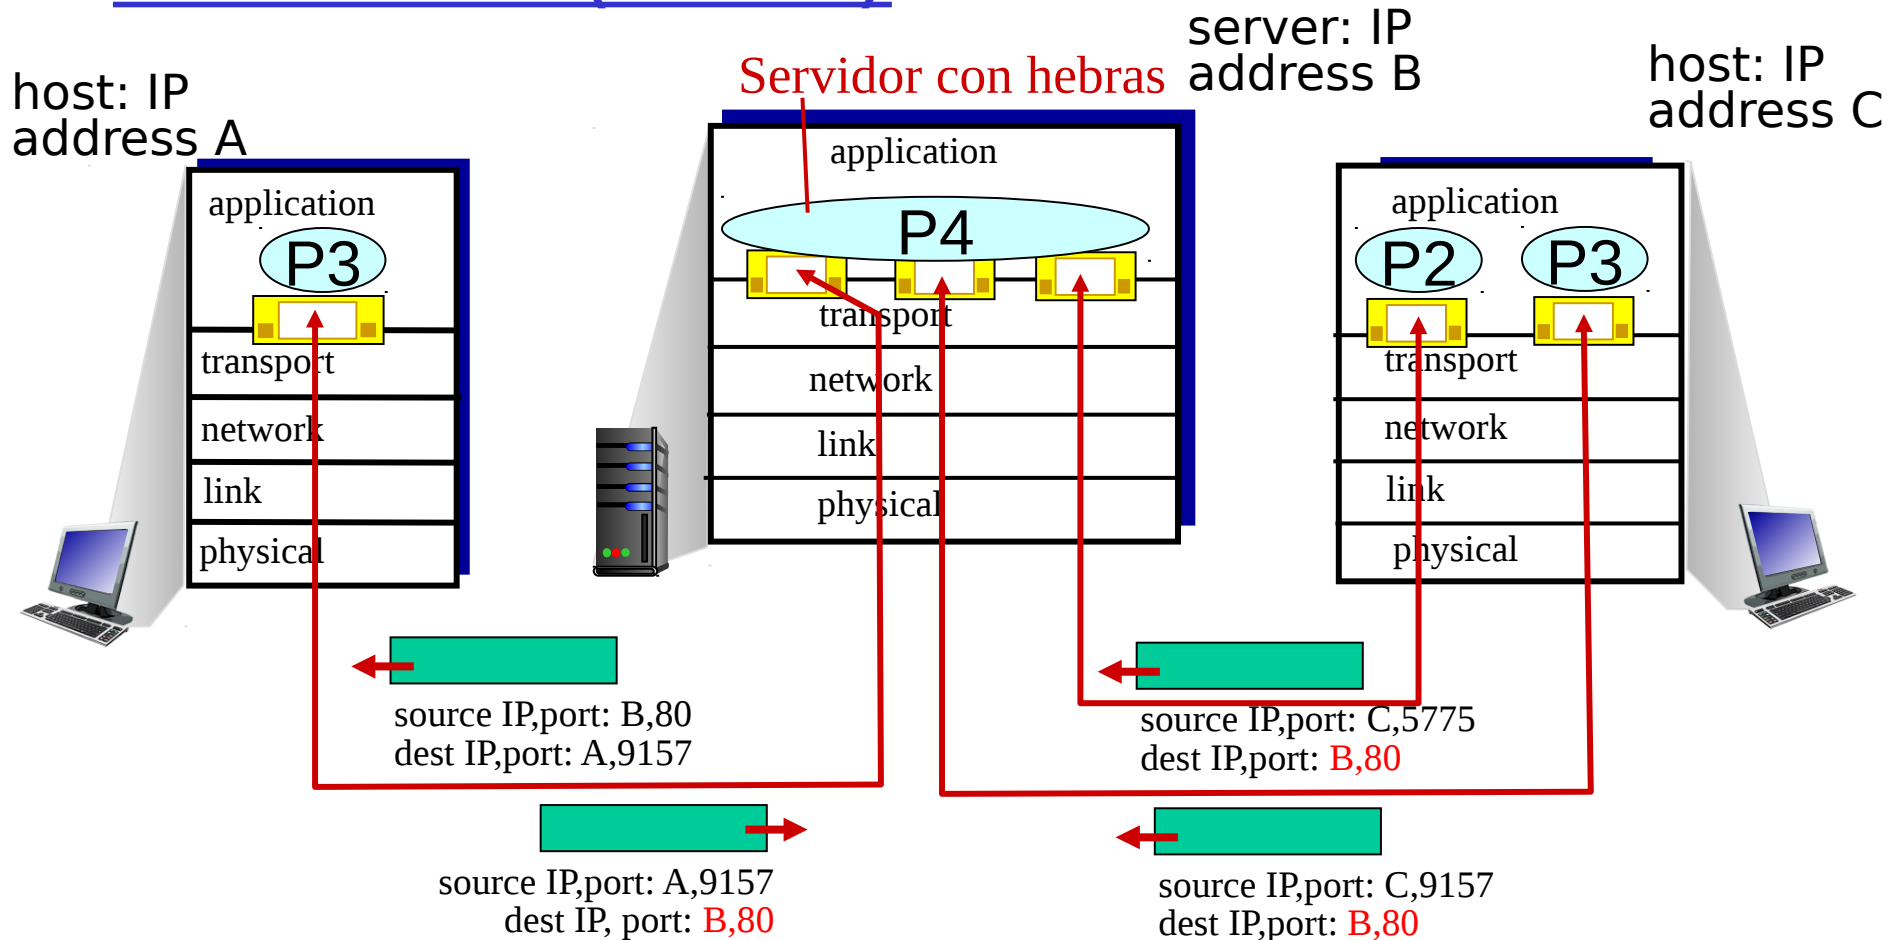 host: IP
address A
Servidor con hebras
server: IP
address B
host: IP
address C
application
P3
transport
network
link
physical
application
P4
transport
network
link
physical
application
P2
P3
transport
network
link
physical
source IP,port: B,80
dest IP,port: A,9157
source IP,port: A,9157
dest IP, port: B,80
source IP,port: C,5775
dest IP,port: B,80
source IP,port: C,9157
dest IP,port: B,80